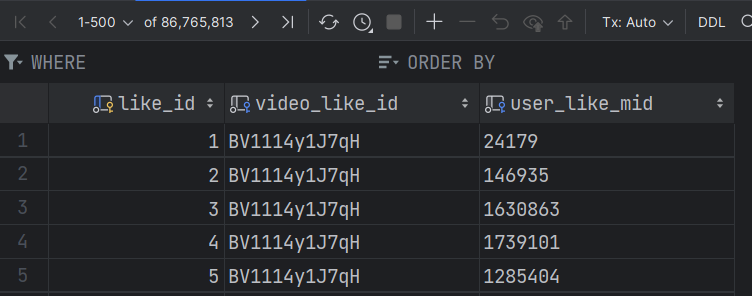 1-500 of 86,765,813 Tx: Auto DDL
WHERE ORDER BY
like_id video_like_id user_like_mid
1 1 BV1114y1J7qH 24179
2 2 BV1114y1J7qH 146935
3 3 BV1114y1J7qH 1630863
4 4 BV1114y1J7qH 1739101
5 5 BV1114y1J7qH 1285404